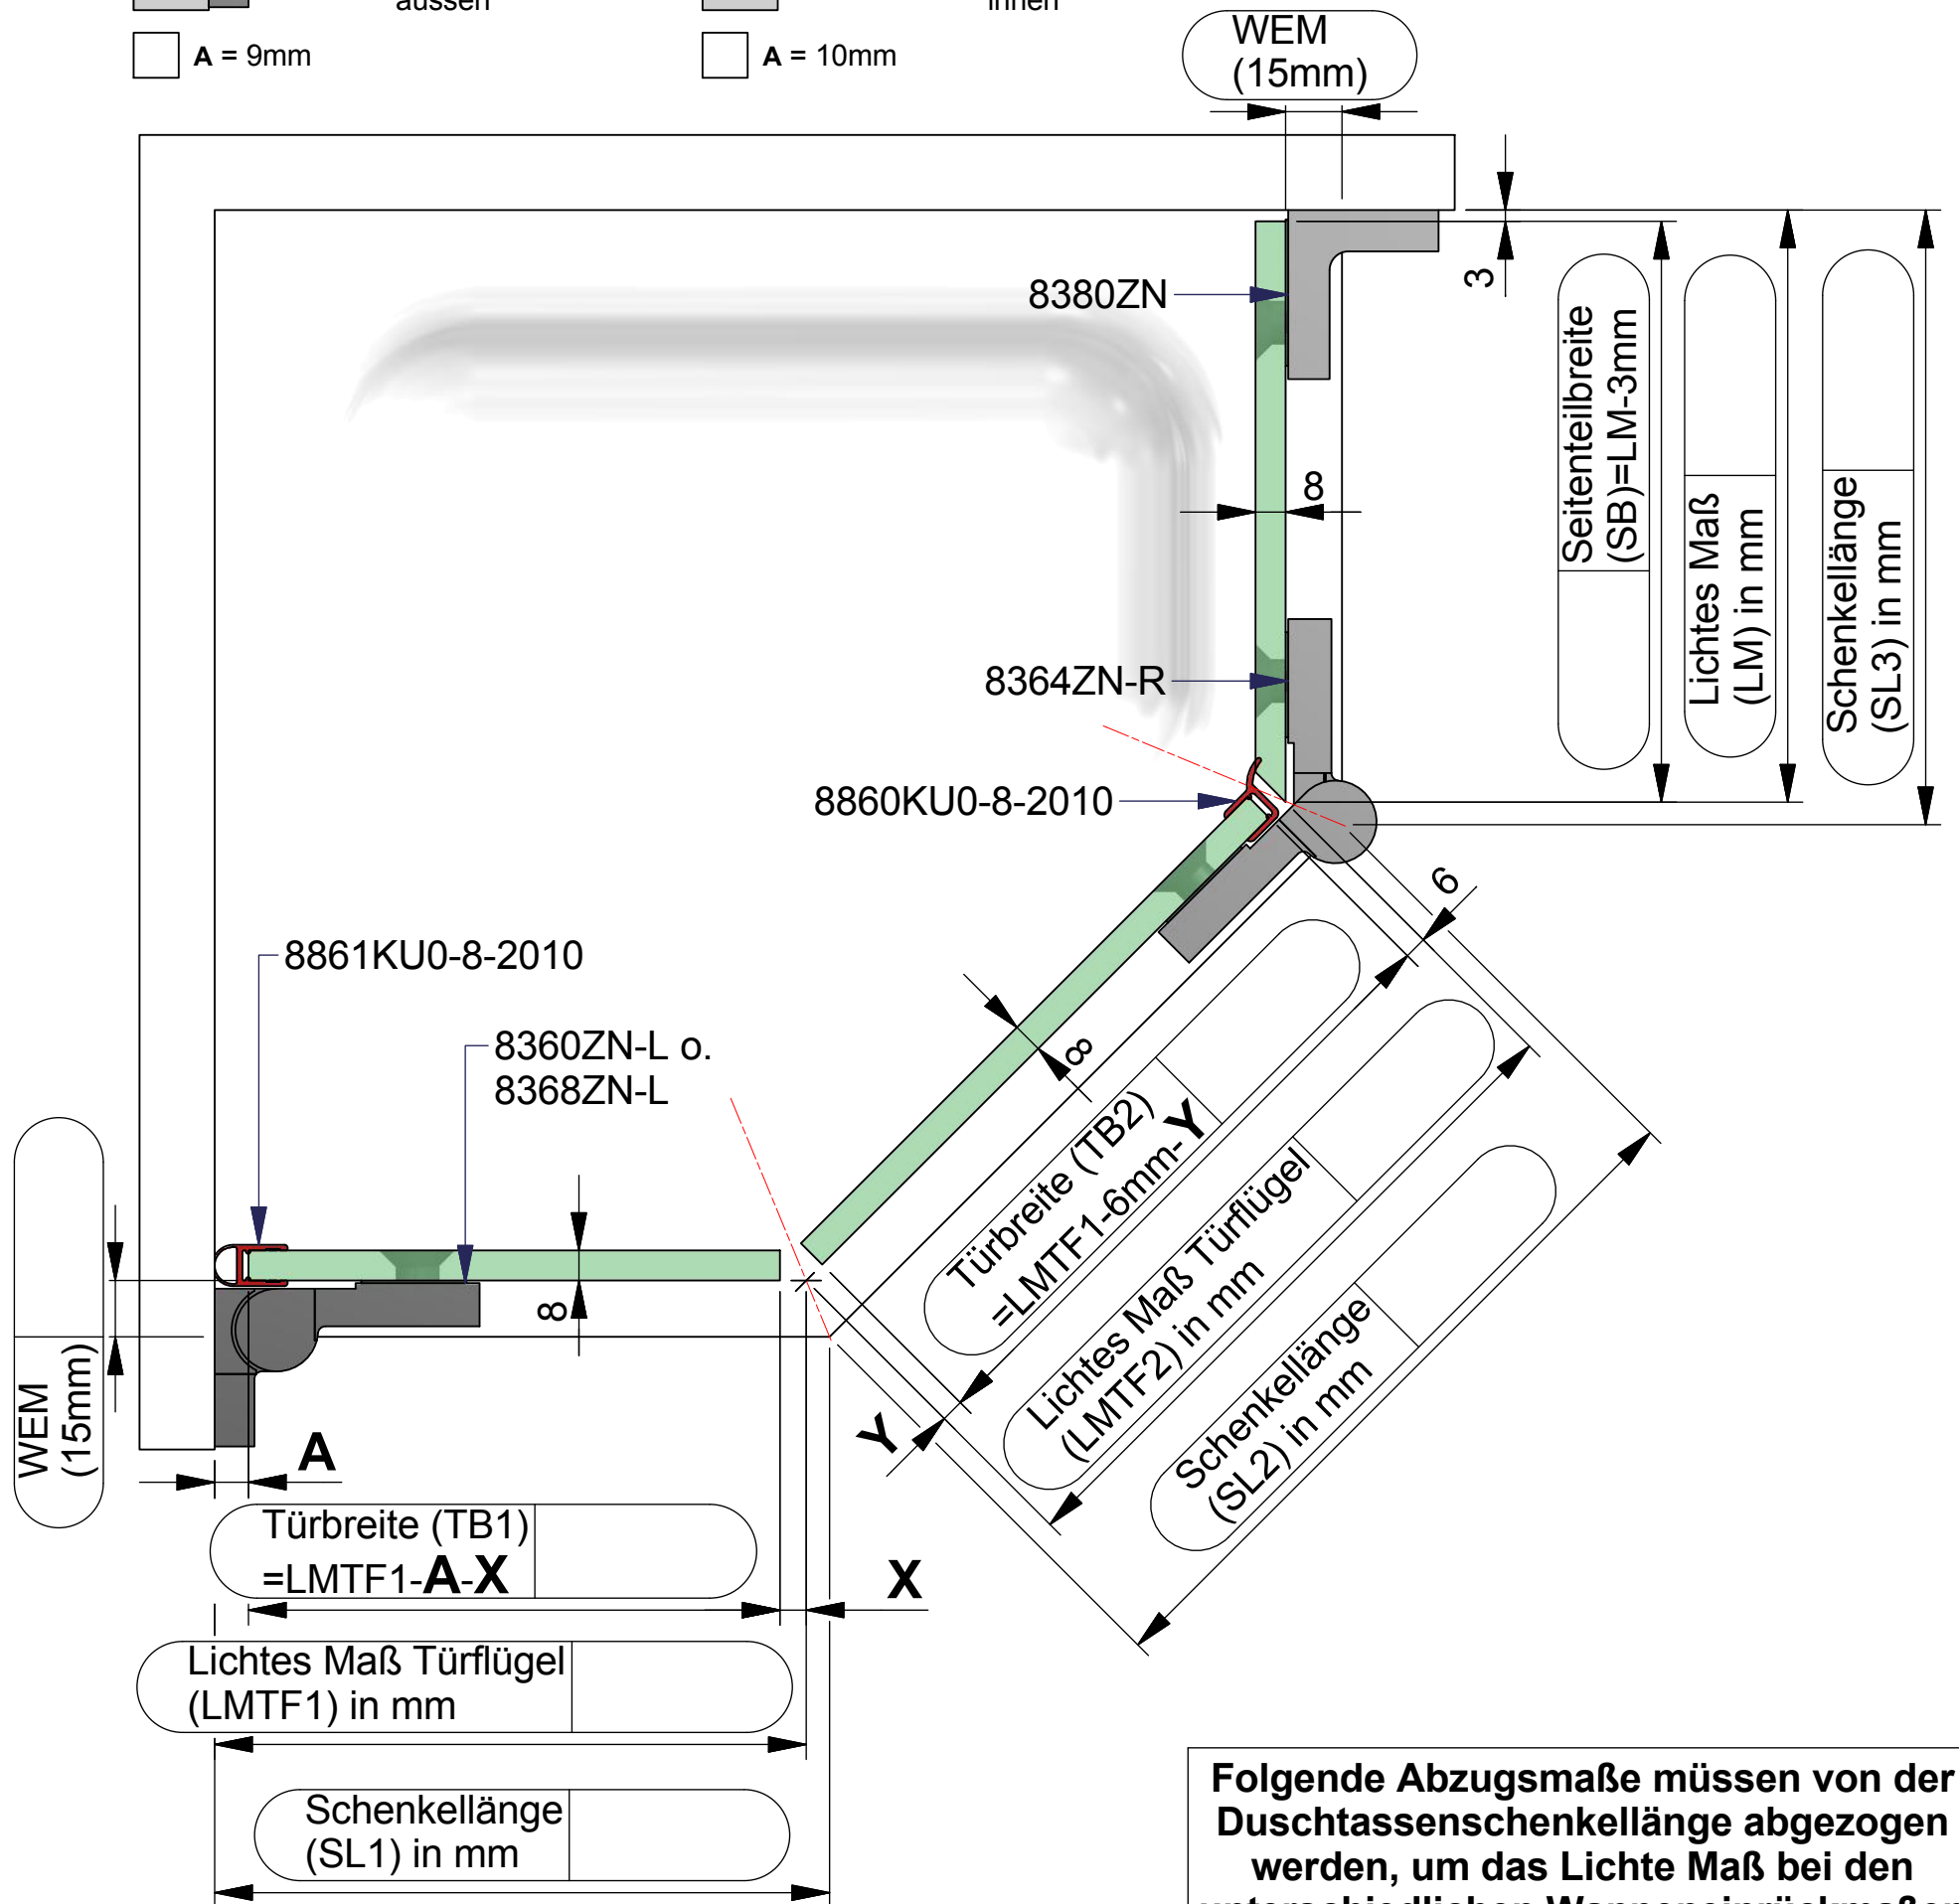 aussen
innen
A = 9mm
A = 10mm
WEM
(15mm)
3
8380ZN
Seitenteilbreite
(SB)=LM-3mm
Lichtes Maß
(LM) in mm
Schenkellänge
(SL3) in mm
8
8364ZN-R
8860KU0-8-2010
6
8861KU0-8-2010
8360ZN-L o.
8368ZN-L
8
Türbreite (TB2)
=LMTF1-6mm-Y
Lichtes Maß Türflügel
(LMTF2) in mm
Schenkellänge
(SL2) in mm
8
WEM
(15mm)
A
Y
Türbreite (TB1)
=LMTF1-A-X
X
Lichtes Maß Türflügel
(LMTF1) in mm
Schenkellänge
(SL1) in mm
Folgende Abzugsmaße müssen von der
Duschtassenschenkellänge abgezogen
werden, um das Lichte Maß bei den
unterschiedlichen Wanneneinrückmaßen